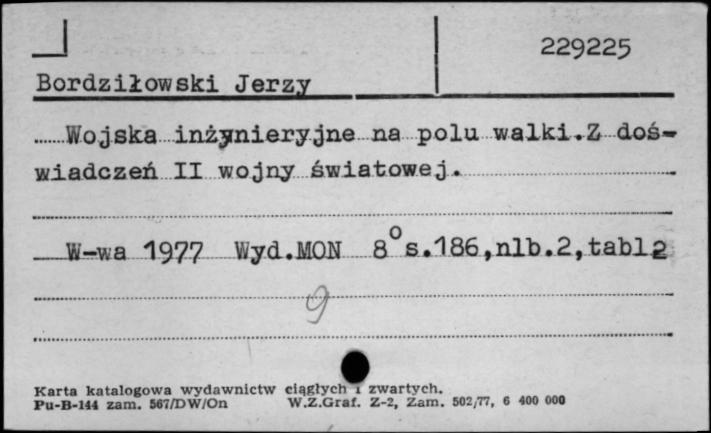 229225
Bordziłowski Jerzy
Wojska inżynieryjne na polu walki.Z doś-
wiadczeń II wojny światowej.
W-wa 1977 Wyd.MON 8° s.186,nlb.2,tabl2
9
Karta katalogowa wydawnictw ciągłych i zwartych.
Pu-B-144 zam. 567/DW/On W.Z.Graf. Z-2, Zam. 502/77, 6 400 000